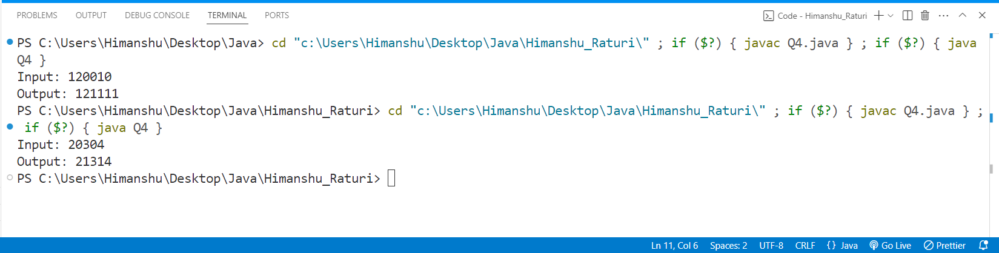 PROBLEMS OUTPUT DEBUG CONSOLE TERMINAL PORTS Code - Himanshu_Raturi
PS C:\Users\Himanshu\Desktop\Java> cd "c:\Users\Himanshu\Desktop\Java\Himanshu_Raturi\" ; if ($?) { javac Q4.java } ; if ($?) { java
Q4 }
Input: 120010
Output: 121111
PS C:\Users\Himanshu\Desktop\Java\Himanshu_Raturi> cd "c:\Users\Himanshu\Desktop\Java\Himanshu_Raturi\" ; if ($?) { javac Q4.java } ;
if ($?) { java Q4 }
Input: 20304
Output: 21314
PS C:\Users\Himanshu\Desktop\Java\Himanshu_Raturi>
Ln 11, Col 6 Spaces: 2 UTF-8 CRLF {} Java Go Live Prettier